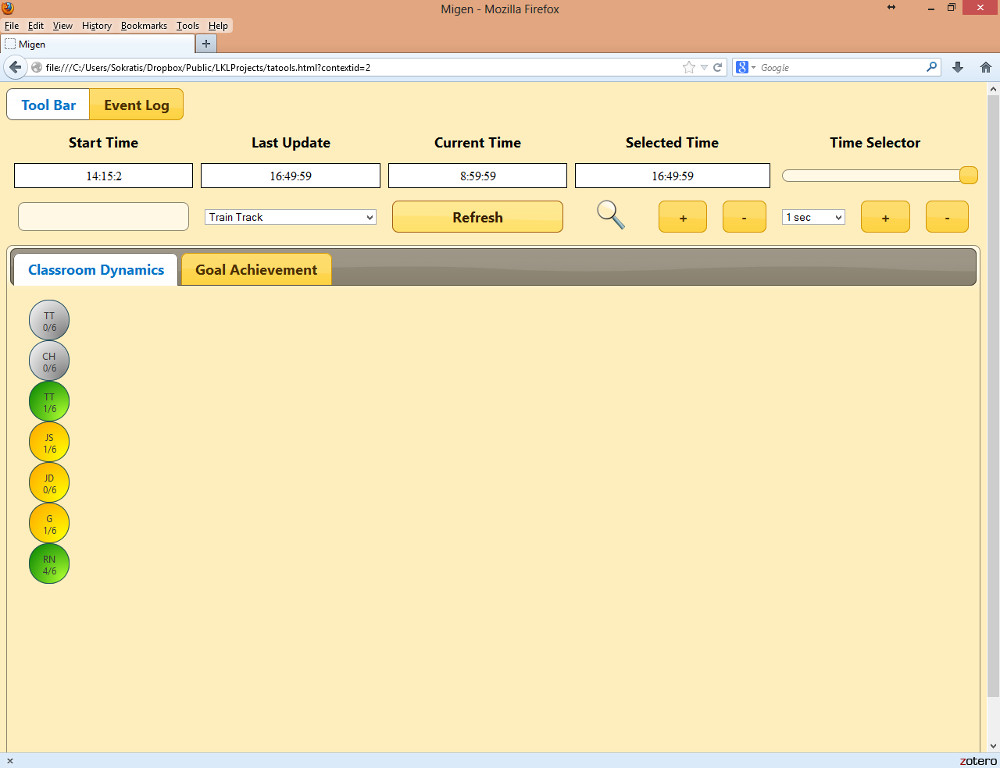 Migen - Mozilla Firefox
File Edit View History Bookmarks Tools Help
Migen
file:///C:/Users/Sokratis/Dropbox/Public/LKLProjects/tatools.html?contextid=2
Google
Tool Bar Event Log
Start Time Last Update Current Time Selected Time Time Selector
14:15:2 16:49:59 8:59:59 16:49:59
Train Track Refresh + - 1 sec + -
Classroom Dynamics Goal Achievement
TT
0/6
CH
0/6
TT
1/6
JS
1/6
JD
0/6
G
1/6
RN
4/6
zotero